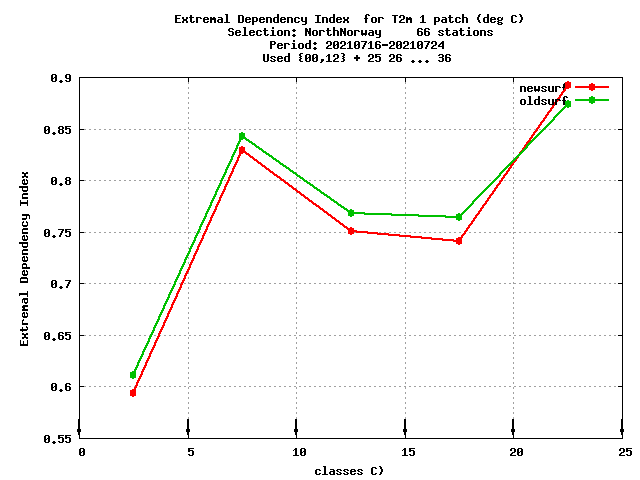 Extremal Dependency Index  for T2m 1 patch (deg C)
Selection: NorthNorway     66 stations
Period: 20210716-20210724
Used {00,12} + 25 26 ... 36
newsurf
oldsurf
Extremal Dependency Index
0.9
0.85
0.8
0.75
0.7
0.65
0.6
0.55
0 5 10 15 20 25
classes C)